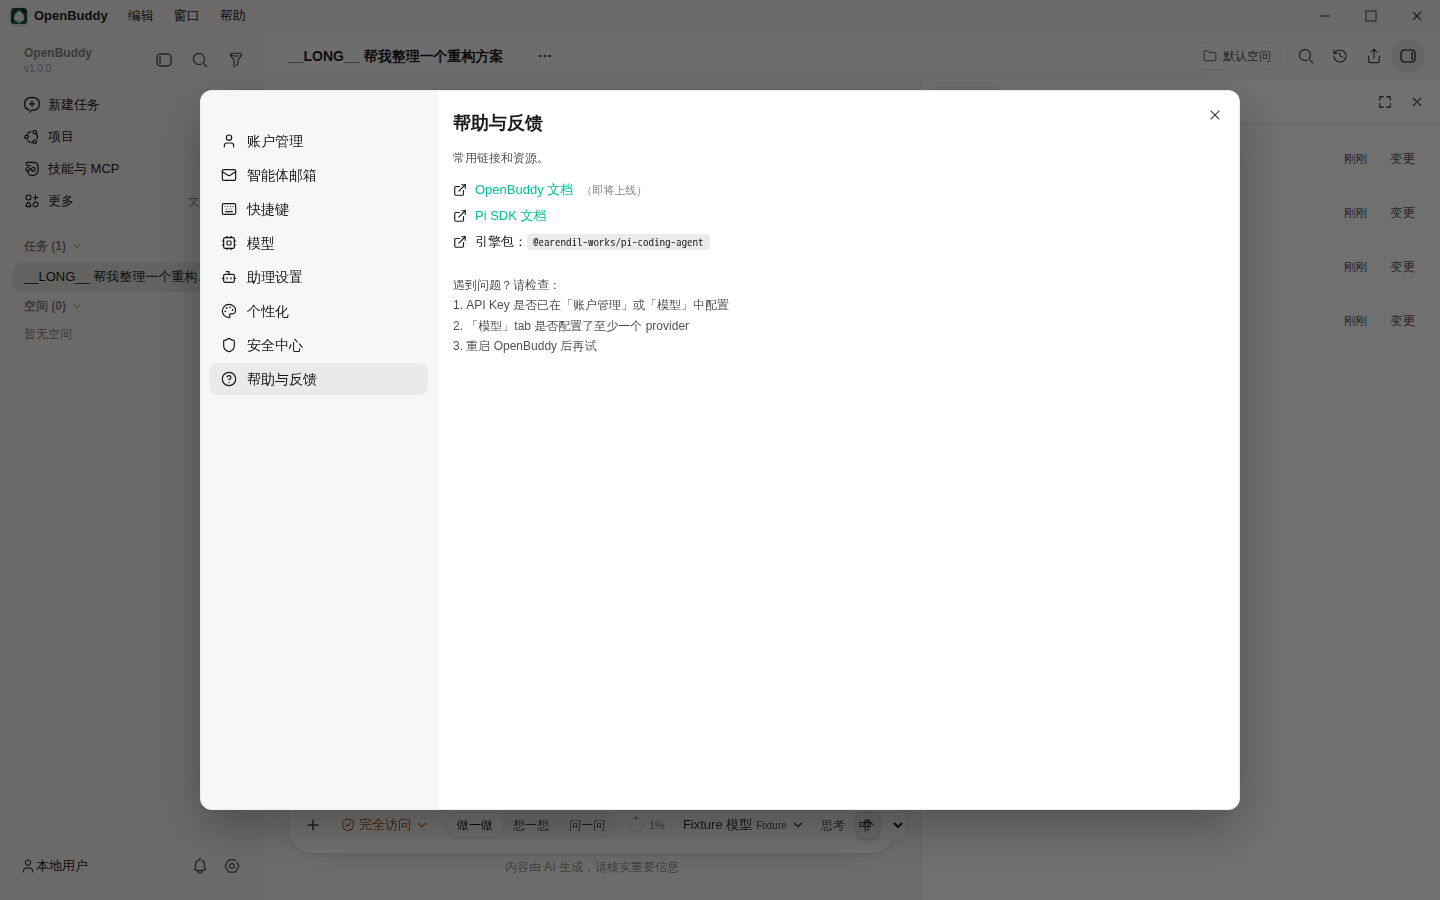 OpenBuddy 编辑 窗口 帮助
OpenBuddy
v1.0.0
新建任务
项目
技能与 MCP
更多
文
任务 (1)
__LONG__ 帮我整理一个重构
空间 (0)
暂无空间
本地用户
__LONG__ 帮我整理一个重构方案
默认空间
刚刚 变更
刚刚 变更
刚刚 变更
刚刚 变更
账户管理
智能体邮箱
快捷键
模型
助理设置
个性化
安全中心
帮助与反馈
帮助与反馈
常用链接和资源。
OpenBuddy 文档 （即将上线）
Pi SDK 文档
引擎包：@earendil-works/pi-coding-agent
遇到问题？请检查：
1. API Key 是否已在「账户管理」或「模型」中配置
2. 「模型」tab 是否配置了至少一个 provider
3. 重启 OpenBuddy 后再试
完全访问 做一做 想一想 问一问 1% Fixture 模型 Fixture 思考
内容由 AI 生成，请核实重要信息